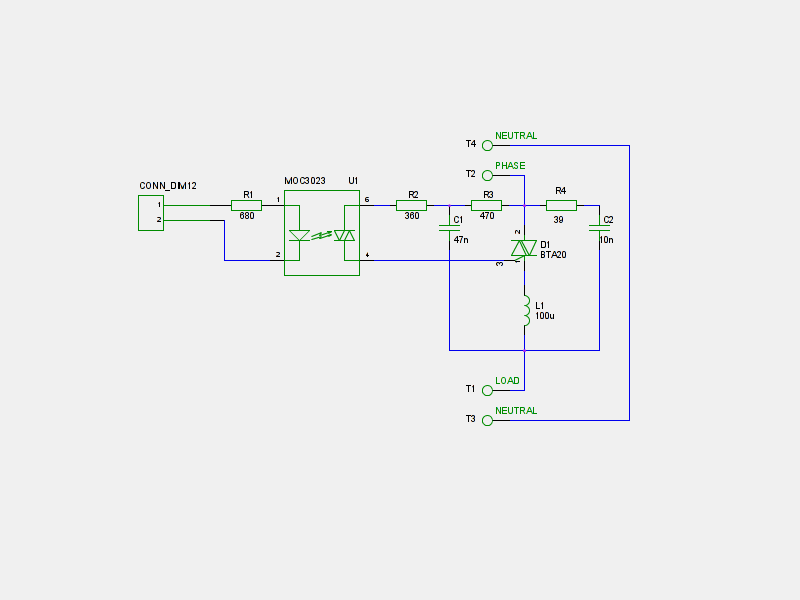 T4 NEUTRAL
T2 PHASE
CONN_DIM12
1
2
R1
680
MOC3023 U1
1
2
6
4
R2
360
C1
47n
R3
470
R4
39
C2
10n
2
D1
BTA20
3
1
L1
100u
T1 LOAD
T3 NEUTRAL